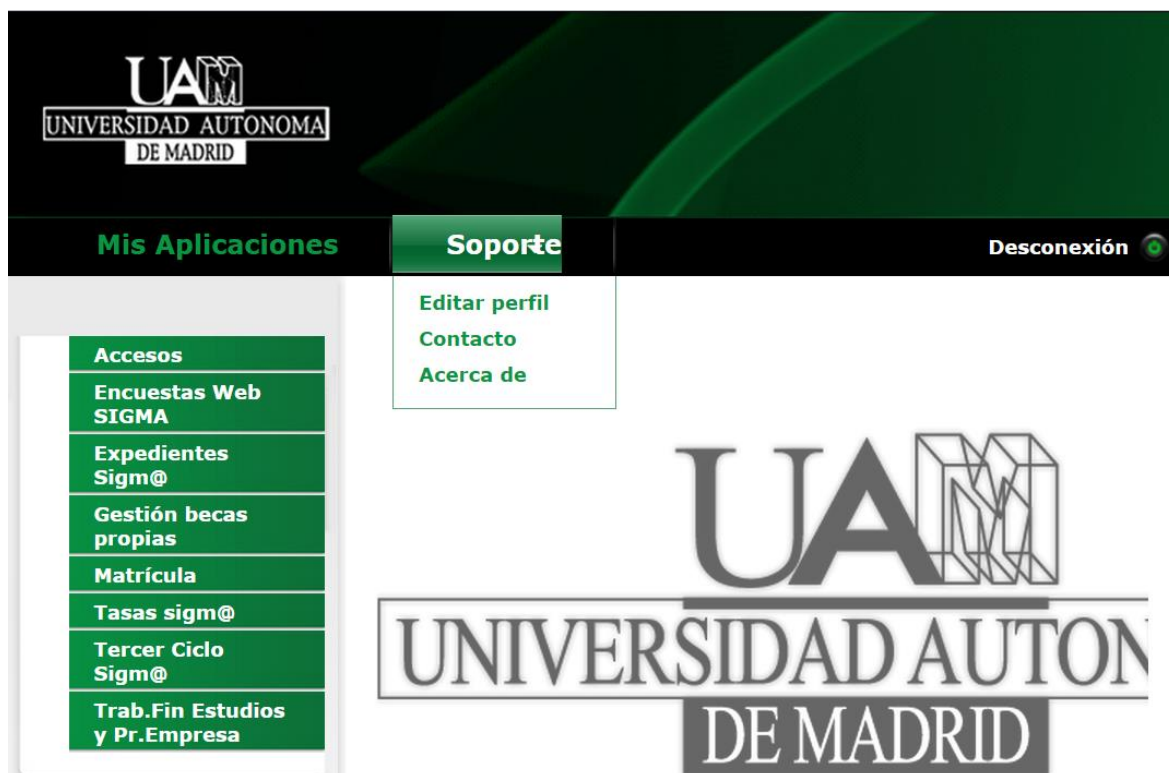 UAM
UNIVERSIDAD AUTONOMA
DE MADRID
Mis Aplicaciones
Soporte
Desconexión
Editar perfil
Contacto
Acerca de
Accesos
Encuestas Web
SIGMA
Expedientes
Sigm@
Gestión becas
propias
Matrícula
Tasas sigm@
Tercer Ciclo
Sigm@
Trab.Fin Estudios
y Pr.Empresa
UAM
UNIVERSIDAD AUTON
DE MADRID